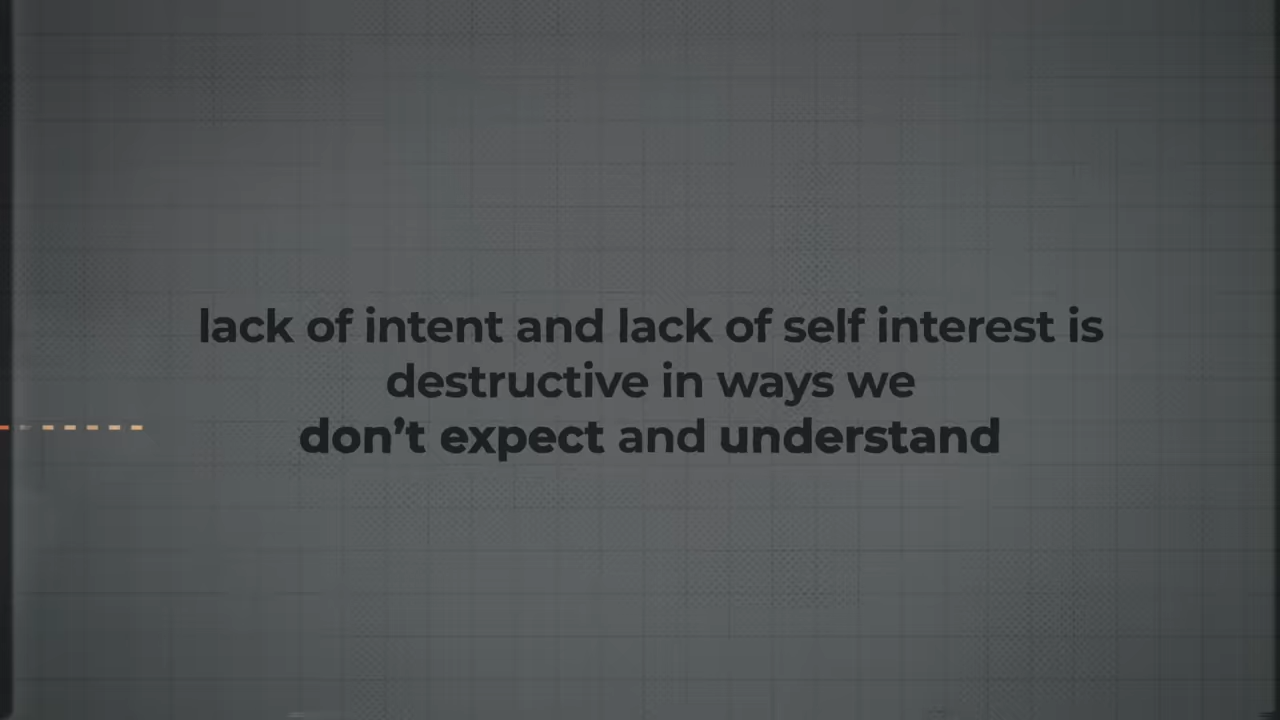 lack of intent and lack of self interest is
destructive in ways we
don’t expect and understand